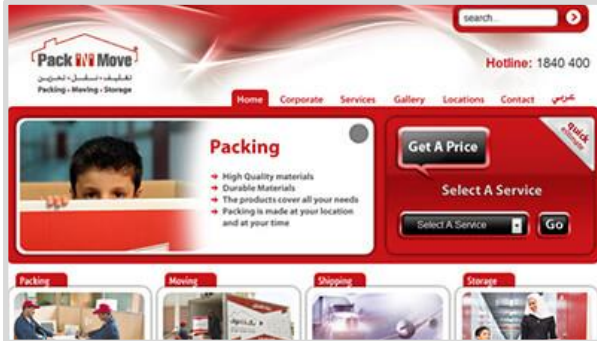 search...
Pack IN Move
تغليف - نقل - تخزين
Packing - Moving - Storage
Hotline: 1840 400
Home
Corporate
Services
Gallery
Locations
Contact
عربي
Packing
High Quality materials
Durable Materials
The products cover all your needs
Packing is made at your location
and at your time
Get A Price
quick
estimate
Select A Service
Select A Service
Go
Packing
Moving
Shipping
Storage